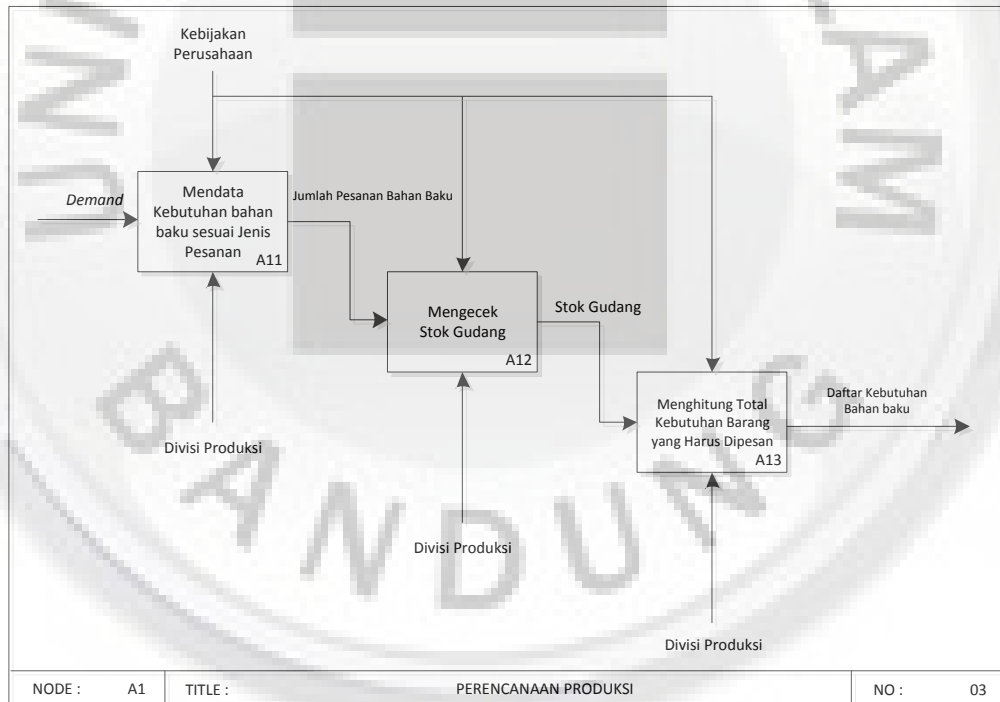 Kebijakan
Perusahaan
Demand
Mendata
Kebutuhan bahan
baku sesuai Jenis
Pesanan
A11
Jumlah Pesanan Bahan Baku
Divisi Produksi
Mengecek
Stok Gudang
A12
Stok Gudang
Divisi Produksi
Menghitung Total
Kebutuhan Barang
yang Harus Dipesan
A13
Daftar Kebutuhan
Bahan baku
Divisi Produksi
NODE : A1 TITLE : PERENCANAAN PRODUKSI NO : 03
BANDUNG